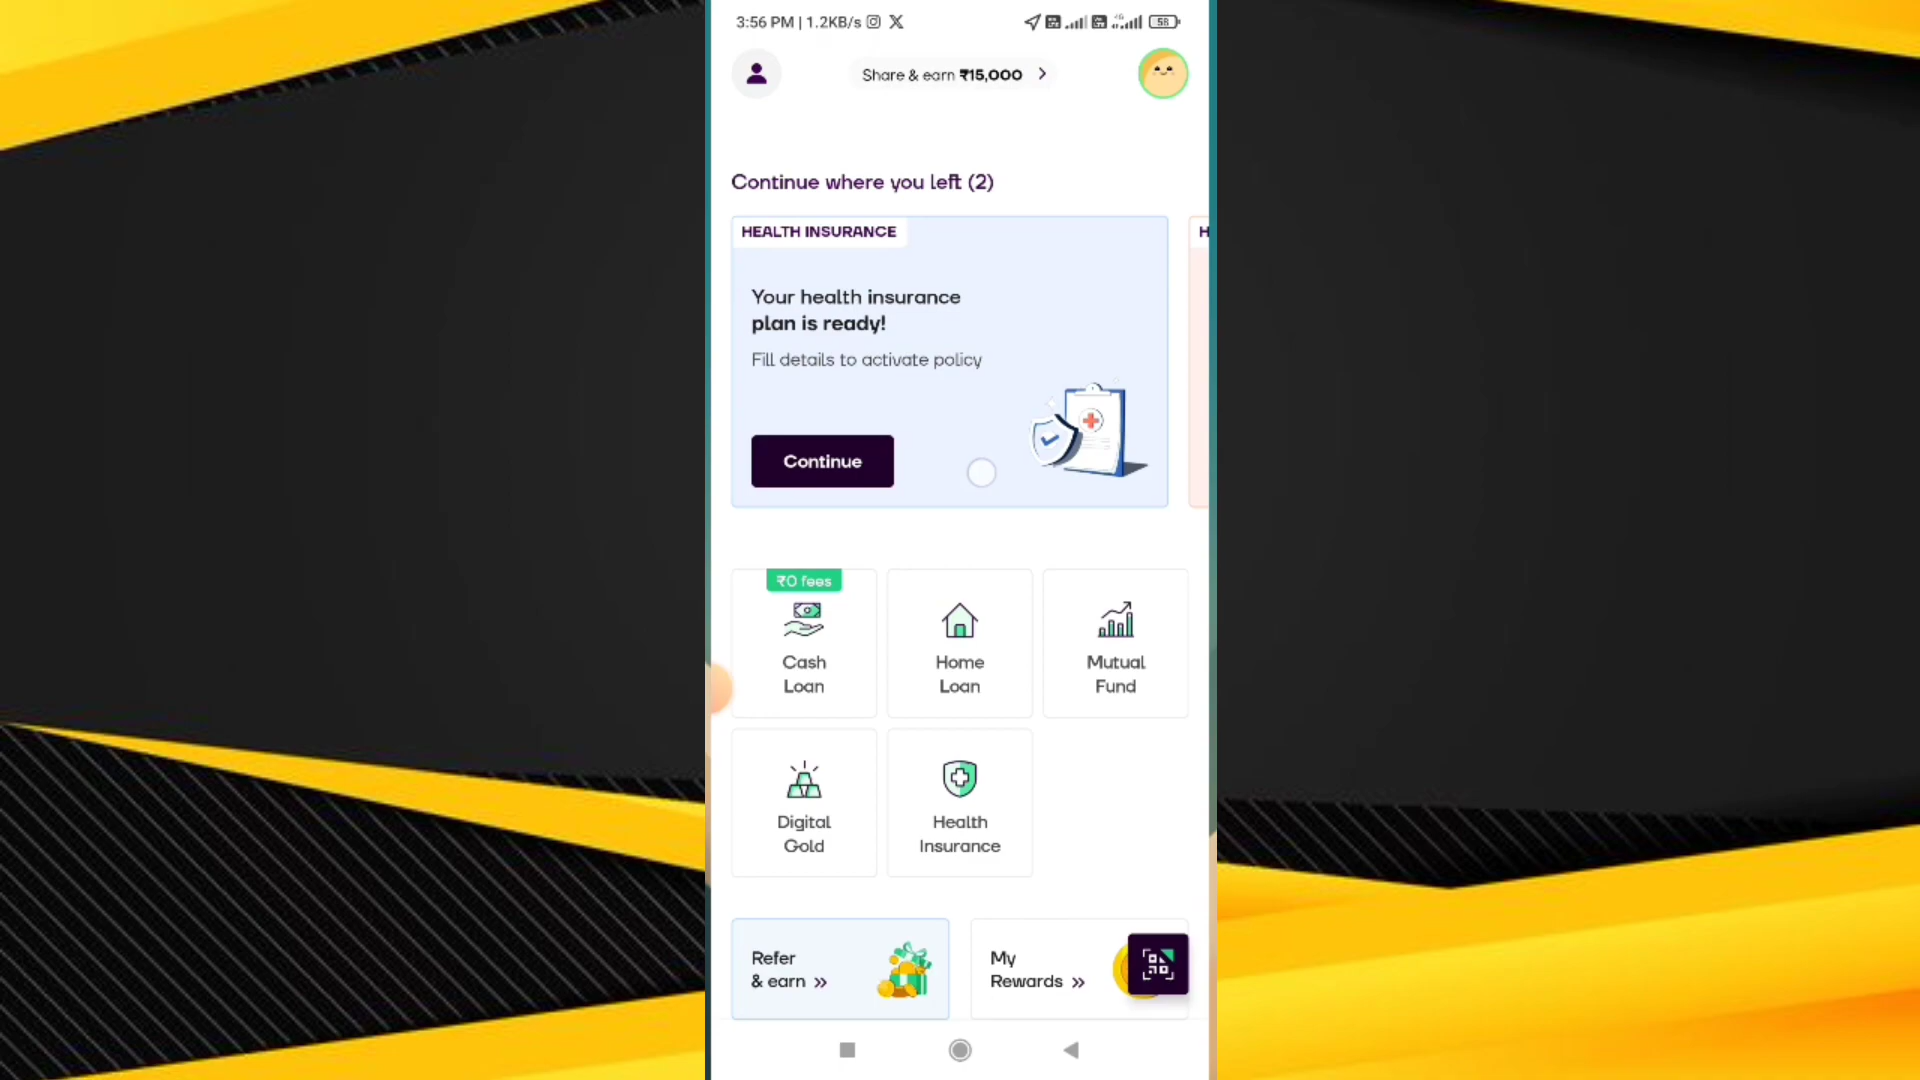 3:56 PM | 1.2KB/s
58
Share & earn ₹15,000
Continue where you left (2)
HEALTH INSURANCE
H
Your health insurance
plan is ready!
Fill details to activate policy
Continue
₹0 fees
Cash
Loan
Home
Loan
Mutual
Fund
Digital
Gold
Health
Insurance
Refer
& earn »
My
Rewards »